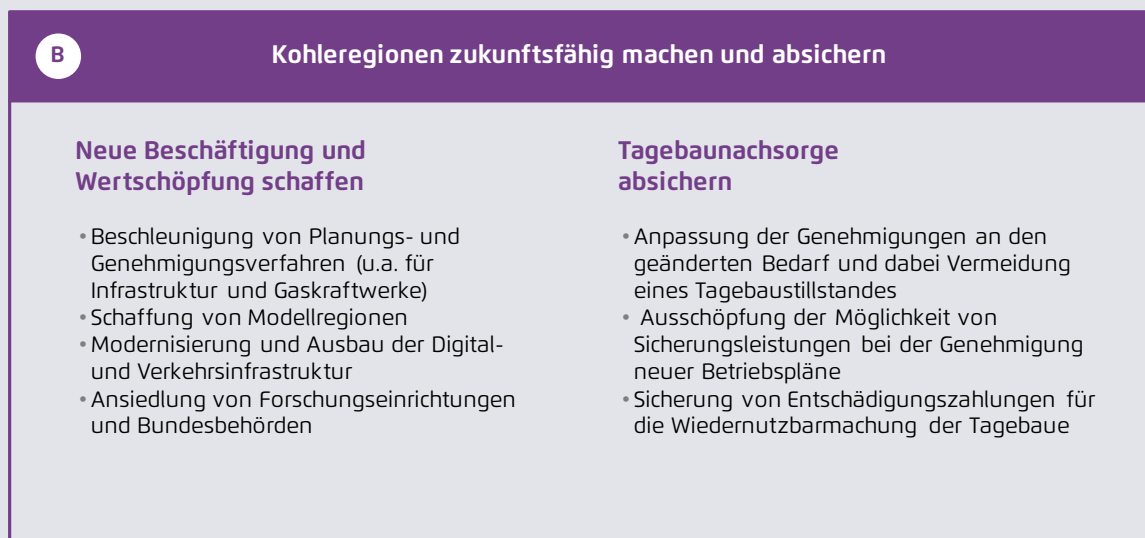 B
Kohleregionen zukunftsfähig machen und absichern
Neue Beschäftigung und
Wertschöpfung schaffen
• Beschleunigung von Planungs- und
Genehmigungsverfahren (u.a. für
Infrastruktur und Gaskraftwerke)
• Schaffung von Modellregionen
• Modernisierung und Ausbau der Digital-
und Verkehrsinfrastruktur
• Ansiedlung von Forschungseinrichtungen
und Bundesbehörden
Tagebaunachsorge
absichern
• Anpassung der Genehmigungen an den
geänderten Bedarf und dabei Vermeidung
eines Tagebaustillstandes
• Ausschöpfung der Möglichkeit von
Sicherungsleistungen bei der Genehmigung
neuer Betriebspläne
• Sicherung von Entschädigungszahlungen für
die Wiedernutzbarmachung der Tagebaue